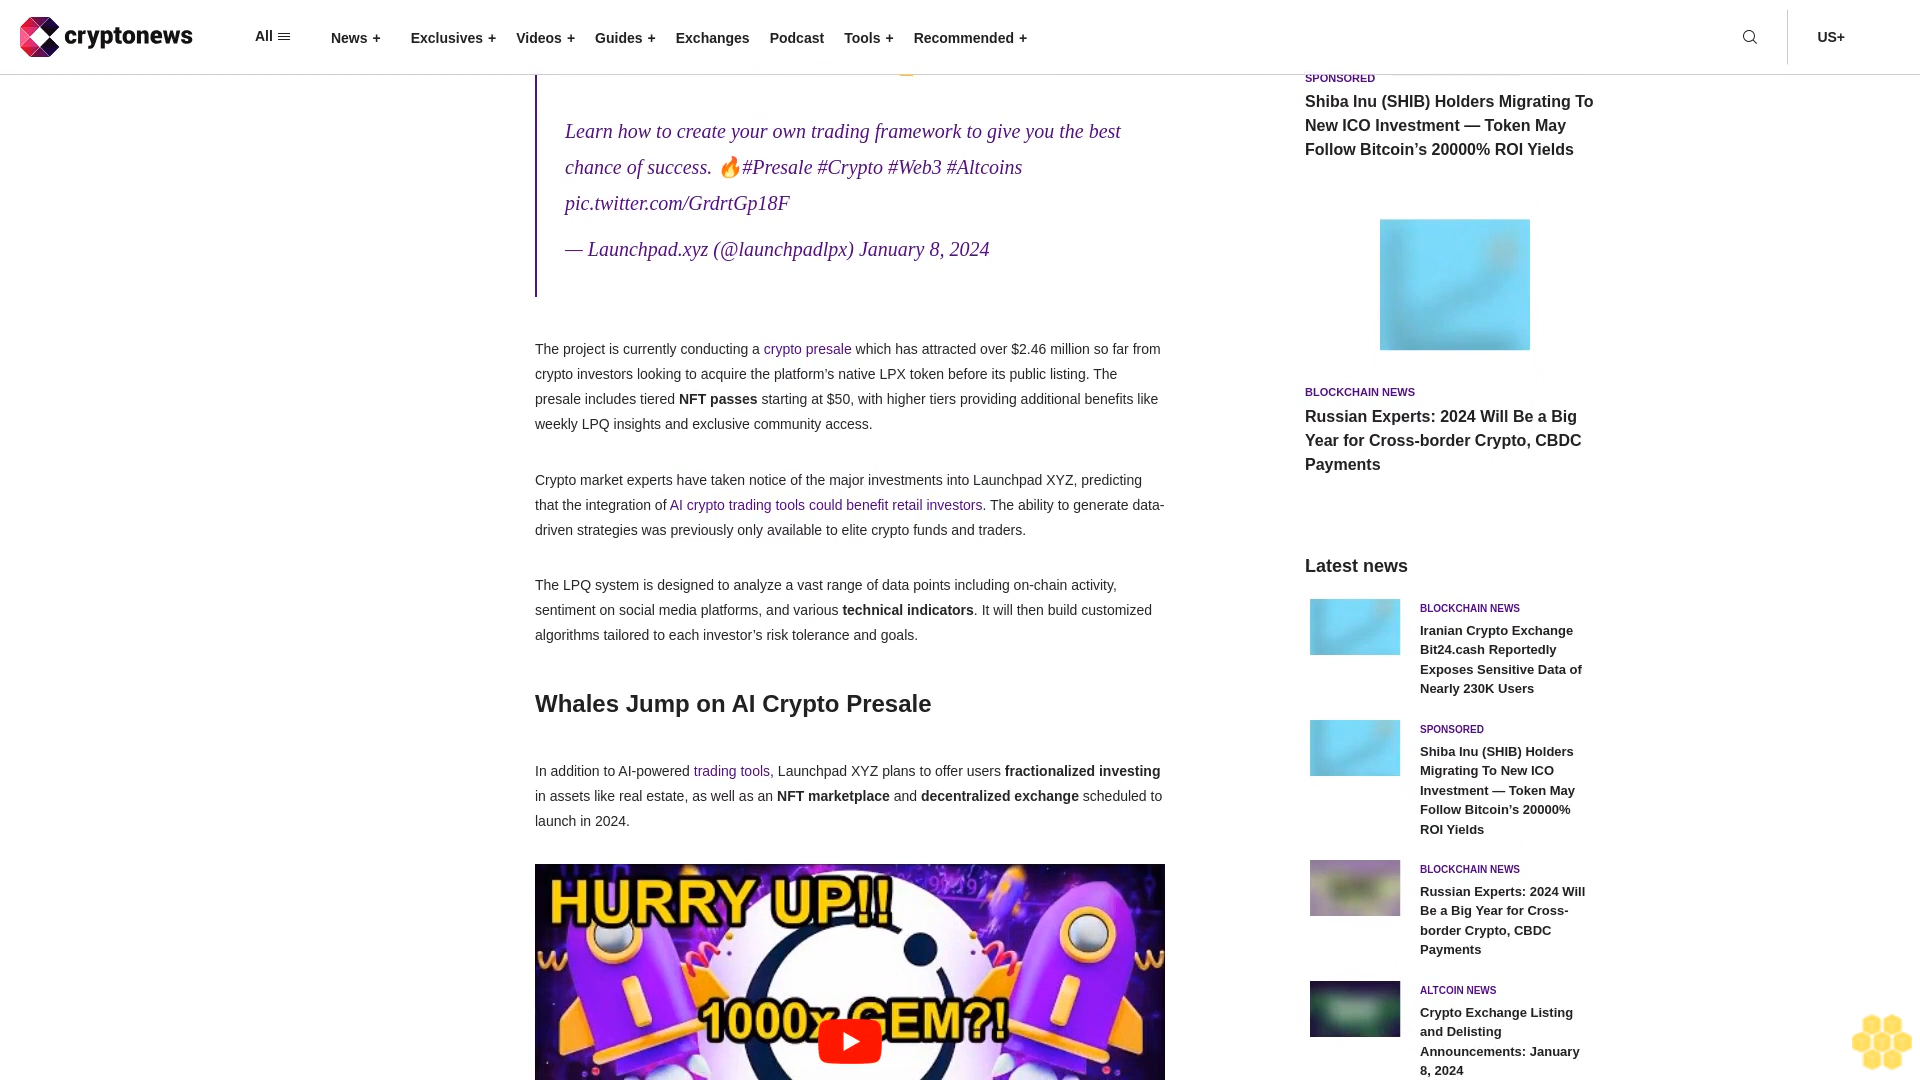 cryptonews
All
News +
Exclusives +
Videos +
Guides +
Exchanges
Podcast
Tools +
Recommended +
US+
Learn how to create your own trading framework to give you the best
chance of success. 🔥#Presale #Crypto #Web3 #Altcoins
pic.twitter.com/GrdrtGp18F
— Launchpad.xyz (@launchpadlpx) January 8, 2024
The project is currently conducting a crypto presale which has attracted over $2.46 million so far from
crypto investors looking to acquire the platform’s native LPX token before its public listing. The
presale includes tiered NFT passes starting at $50, with higher tiers providing additional benefits like
weekly LPQ insights and exclusive community access.
Crypto market experts have taken notice of the major investments into Launchpad XYZ, predicting
that the integration of AI crypto trading tools could benefit retail investors. The ability to generate data-
driven strategies was previously only available to elite crypto funds and traders.
The LPQ system is designed to analyze a vast range of data points including on-chain activity,
sentiment on social media platforms, and various technical indicators. It will then build customized
algorithms tailored to each investor’s risk tolerance and goals.
Whales Jump on AI Crypto Presale
In addition to AI-powered trading tools, Launchpad XYZ plans to offer users fractionalized investing
in assets like real estate, as well as an NFT marketplace and decentralized exchange scheduled to
launch in 2024.
HURRY UP!!
1000x GEM?!
SPONSORED
Shiba Inu (SHIB) Holders Migrating To
New ICO Investment — Token May
Follow Bitcoin’s 20000% ROI Yields
BLOCKCHAIN NEWS
Russian Experts: 2024 Will Be a Big
Year for Cross-border Crypto, CBDC
Payments
Latest news
BLOCKCHAIN NEWS
Iranian Crypto Exchange
Bit24.cash Reportedly
Exposes Sensitive Data of
Nearly 230K Users
SPONSORED
Shiba Inu (SHIB) Holders
Migrating To New ICO
Investment — Token May
Follow Bitcoin’s 20000%
ROI Yields
BLOCKCHAIN NEWS
Russian Experts: 2024 Will
Be a Big Year for Cross-
border Crypto, CBDC
Payments
ALTCOIN NEWS
Crypto Exchange Listing
and Delisting
Announcements: January
8, 2024